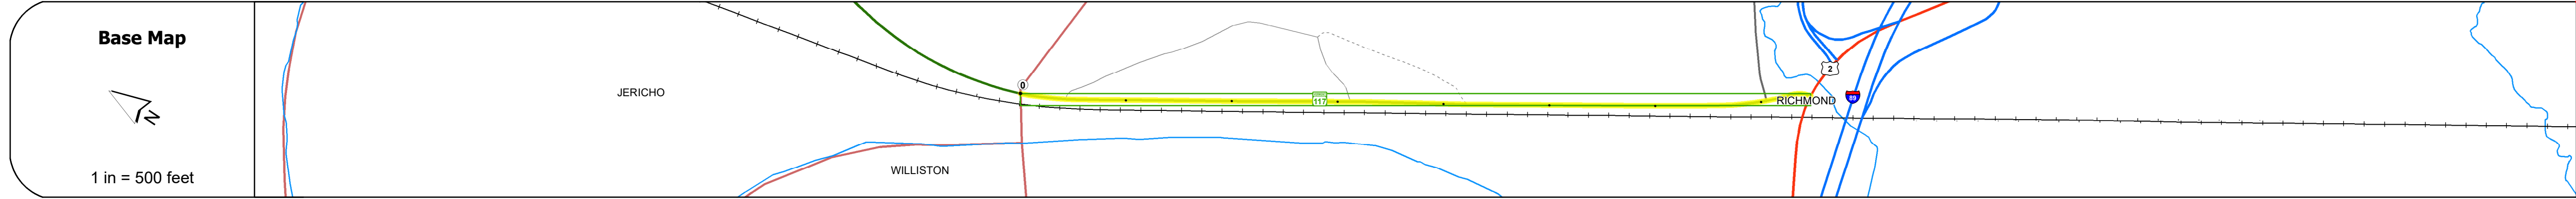 Base Map
N
1 in = 500 feet
JERICHO
WILLISTON
0
117
RICHMOND
2
89